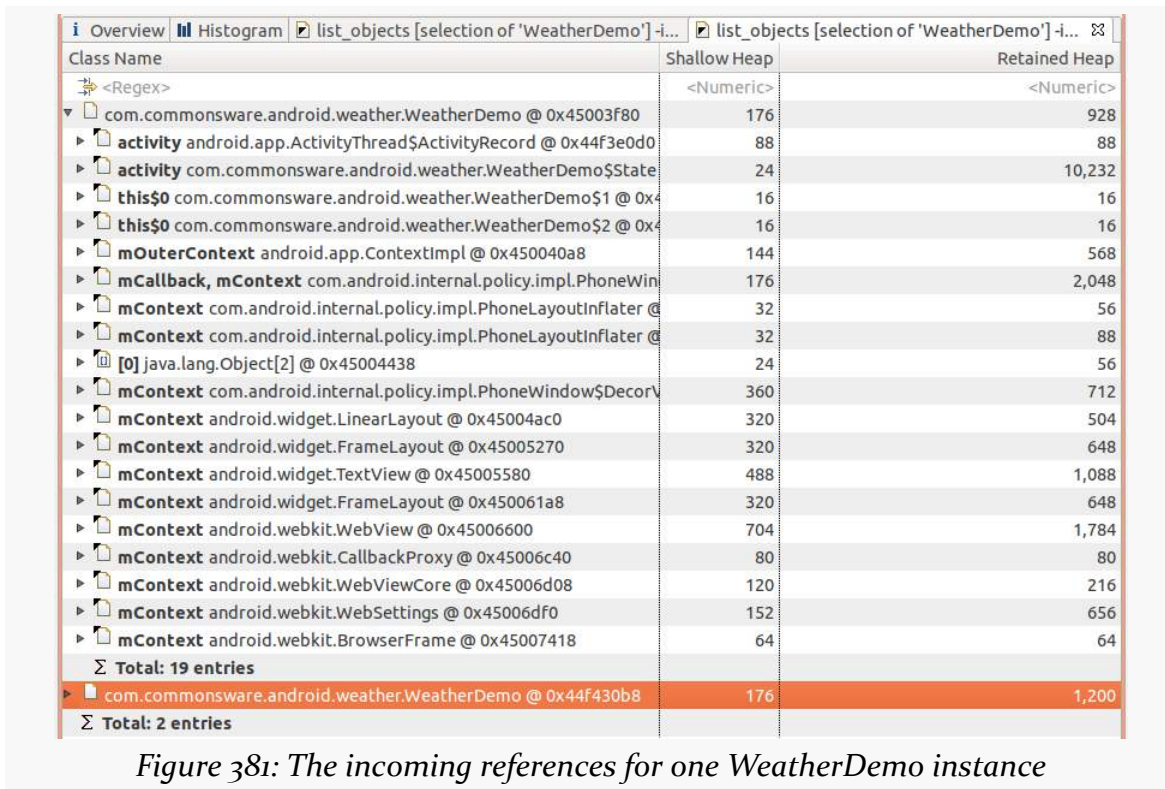 i Overview Histogram list_objects [selection of 'WeatherDemo'] -i... list_objects [selection of 'WeatherDemo'] -i...
Class Name Shallow Heap Retained Heap
<Regex> <Numeric> <Numeric>
com.commonsware.android.weather.WeatherDemo @ 0x45003f80 176 928
activity android.app.ActivityThread$ActivityRecord @ 0x44f3e0d0 88 88
activity com.commonsware.android.weather.WeatherDemo$State 24 10,232
this$0 com.commonsware.android.weather.WeatherDemo$1 @ 0x4 16 16
this$0 com.commonsware.android.weather.WeatherDemo$2 @ 0x4 16 16
mOuterContext android.app.ContextImpl @ 0x450040a8 144 568
mCallback, mContext com.android.internal.policy.impl.PhoneWin 176 2,048
mContext com.android.internal.policy.impl.PhoneLayoutInflater @ 32 56
mContext com.android.internal.policy.impl.PhoneLayoutInflater @ 32 88
[0] java.lang.Object[2] @ 0x45004438 24 56
mContext com.android.internal.policy.impl.PhoneWindow$DecorV 360 712
mContext android.widget.LinearLayout @ 0x45004ac0 320 504
mContext android.widget.FrameLayout @ 0x45005270 320 648
mContext android.widget.TextView @ 0x45005580 488 1,088
mContext android.widget.FrameLayout @ 0x450061a8 320 648
mContext android.webkit.WebView @ 0x45006600 704 1,784
mContext android.webkit.CallbackProxy @ 0x45006c40 80 80
mContext android.webkit.WebViewCore @ 0x45006d08 120 216
mContext android.webkit.WebSettings @ 0x45006df0 152 656
mContext android.webkit.BrowserFrame @ 0x45007418 64 64
Σ Total: 19 entries
com.commonsware.android.weather.WeatherDemo @ 0x44f430b8 176 1,200
Σ Total: 2 entries
Figure 381: The incoming references for one WeatherDemo instance